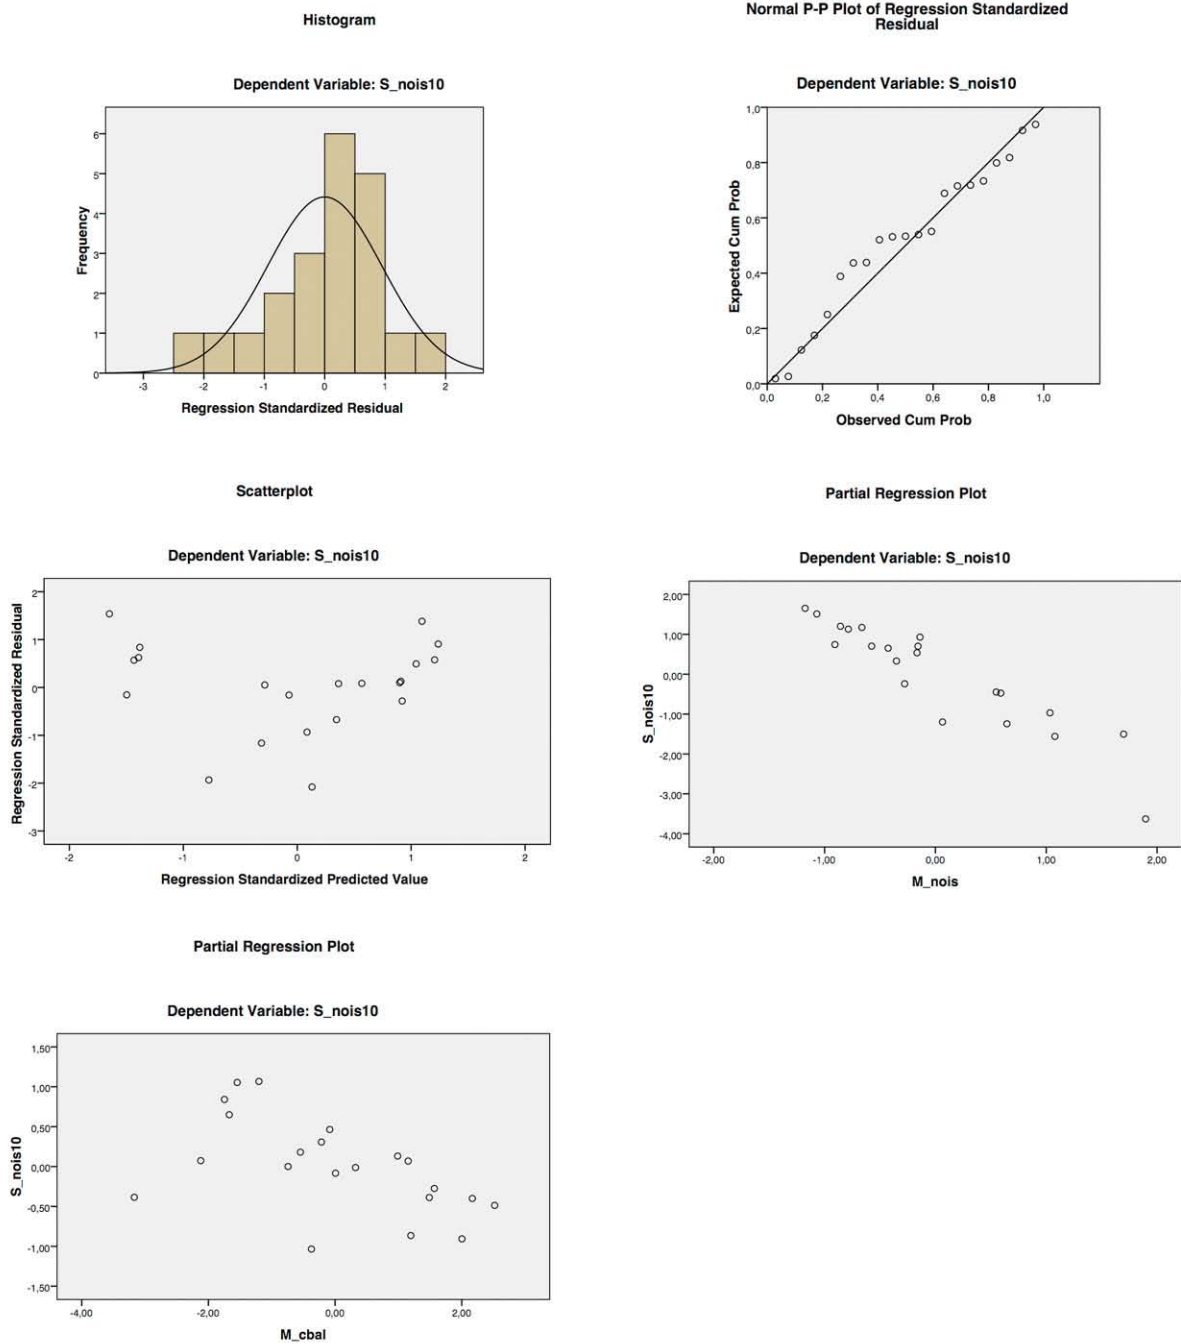 Histogram
Dependent Variable: S_nois10
Frequency
6
5
4
3
2
1
0
-3
-2
-1
0
1
2
Regression Standardized Residual
Normal P-P Plot of Regression Standardized
Residual
Dependent Variable: S_nois10
Expected Cum Prob
1,0
0,8
0,6
0,4
0,2
0,0
0,0
0,2
0,4
0,6
0,8
1,0
Observed Cum Prob
Scatterplot
Dependent Variable: S_nois10
Regression Standardized Residual
2
1
0
-1
-2
-3
-2
-1
0
1
2
Regression Standardized Predicted Value
Partial Regression Plot
Dependent Variable: S_nois10
S_nois10
2,00
1,00
0,00
-1,00
-2,00
-3,00
-4,00
-2,00
-1,00
0,00
1,00
2,00
M_nois
Partial Regression Plot
Dependent Variable: S_nois10
S_nois10
1,50
1,00
0,50
0,00
-0,50
-1,00
-1,50
-4,00
-2,00
0,00
2,00
M_cbal